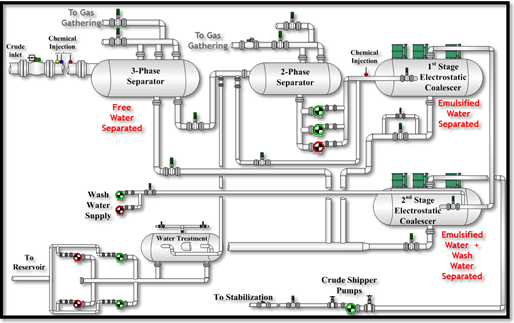 To Gas
Gathering
To Gas
Gathering
Crude
inlet
Chemical
Injection
3-Phase
Separator
2-Phase
Separator
Chemical
Injection
1st Stage
Electrostatic
Coalescer
Free
Water
Separated
Emulsified
Water
Separated
Wash
Water
Supply
2nd Stage
Electrostatic
Coalescer
Water Treatment
Emulsified
Water +
Wash
Water
Separated
To
Reservoir
Crude Shipper
Pumps
To Stabilization